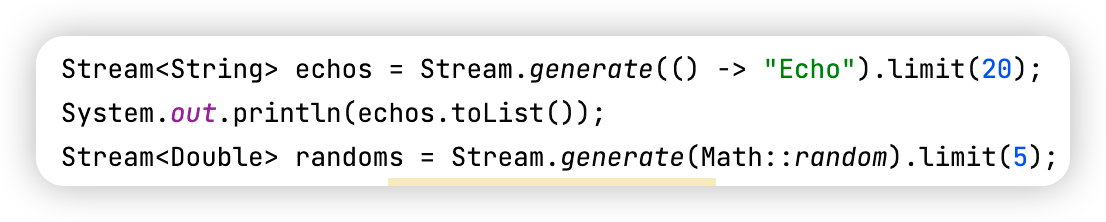 Stream<String> echos = Stream.generate(() -> "Echo").limit(20);
System.out.println(echos.toList());
Stream<Double> randoms = Stream.generate(Math::random).limit(5);